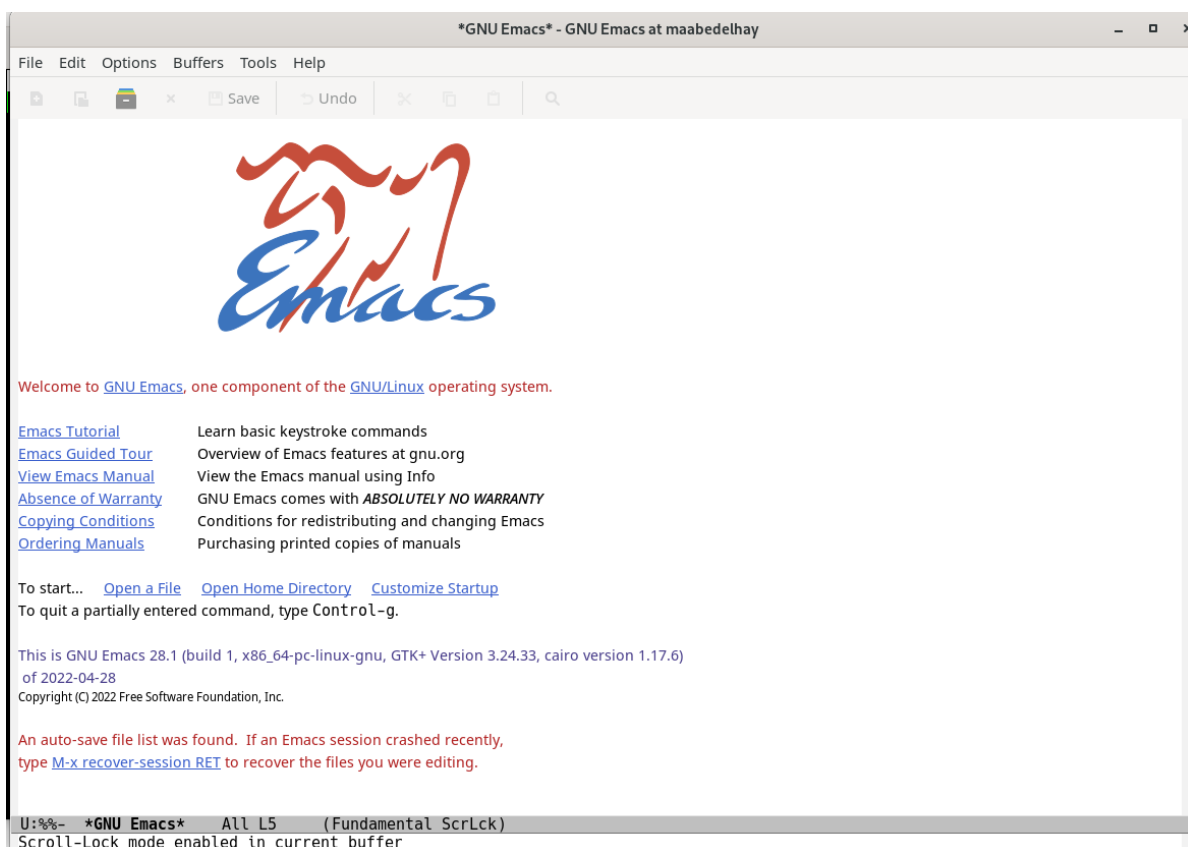 *GNU Emacs* - GNU Emacs at maabedelhay
File Edit Options Buffers Tools Help
Save Undo
Emacs
Welcome to GNU Emacs, one component of the GNU/Linux operating system.
Emacs Tutorial Learn basic keystroke commands
Emacs Guided Tour Overview of Emacs features at gnu.org
View Emacs Manual View the Emacs manual using Info
Absence of Warranty GNU Emacs comes with ABSOLUTELY NO WARRANTY
Copying Conditions Conditions for redistributing and changing Emacs
Ordering Manuals Purchasing printed copies of manuals
To start... Open a File Open Home Directory Customize Startup
To quit a partially entered command, type Control-g.
This is GNU Emacs 28.1 (build 1, x86_64-pc-linux-gnu, GTK+ Version 3.24.33, cairo version 1.17.6)
of 2022-04-28
Copyright (C) 2022 Free Software Foundation, Inc.
An auto-save file list was found. If an Emacs session crashed recently,
type M-x recover-session RET to recover the files you were editing.
U:%%- *GNU Emacs* All L5 (Fundamental ScrLck)
Scroll-Lock mode enabled in current buffer